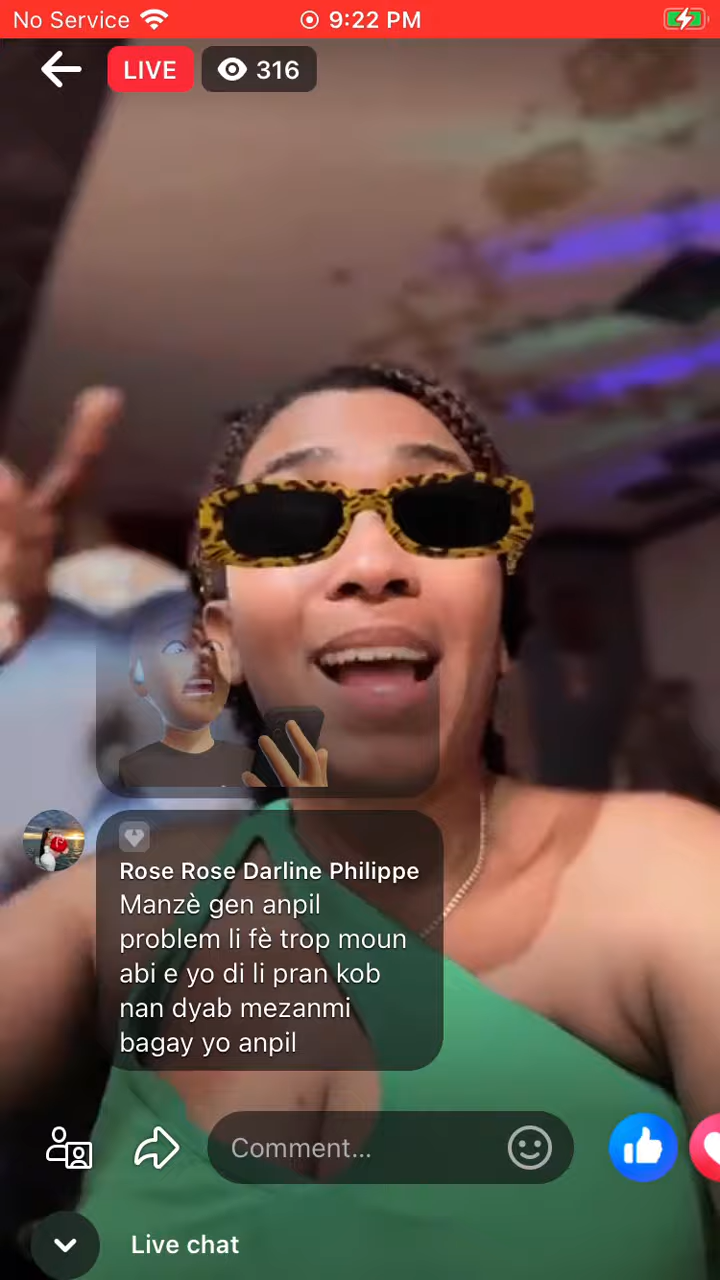 No Service 9:22 PM
LIVE 316
Rose Rose Darline Philippe
Manzè gen anpil
problem li fè trop moun
abi e yo di li pran kob
nan dyab mezanmi
bagay yo anpil
Comment...
Live chat